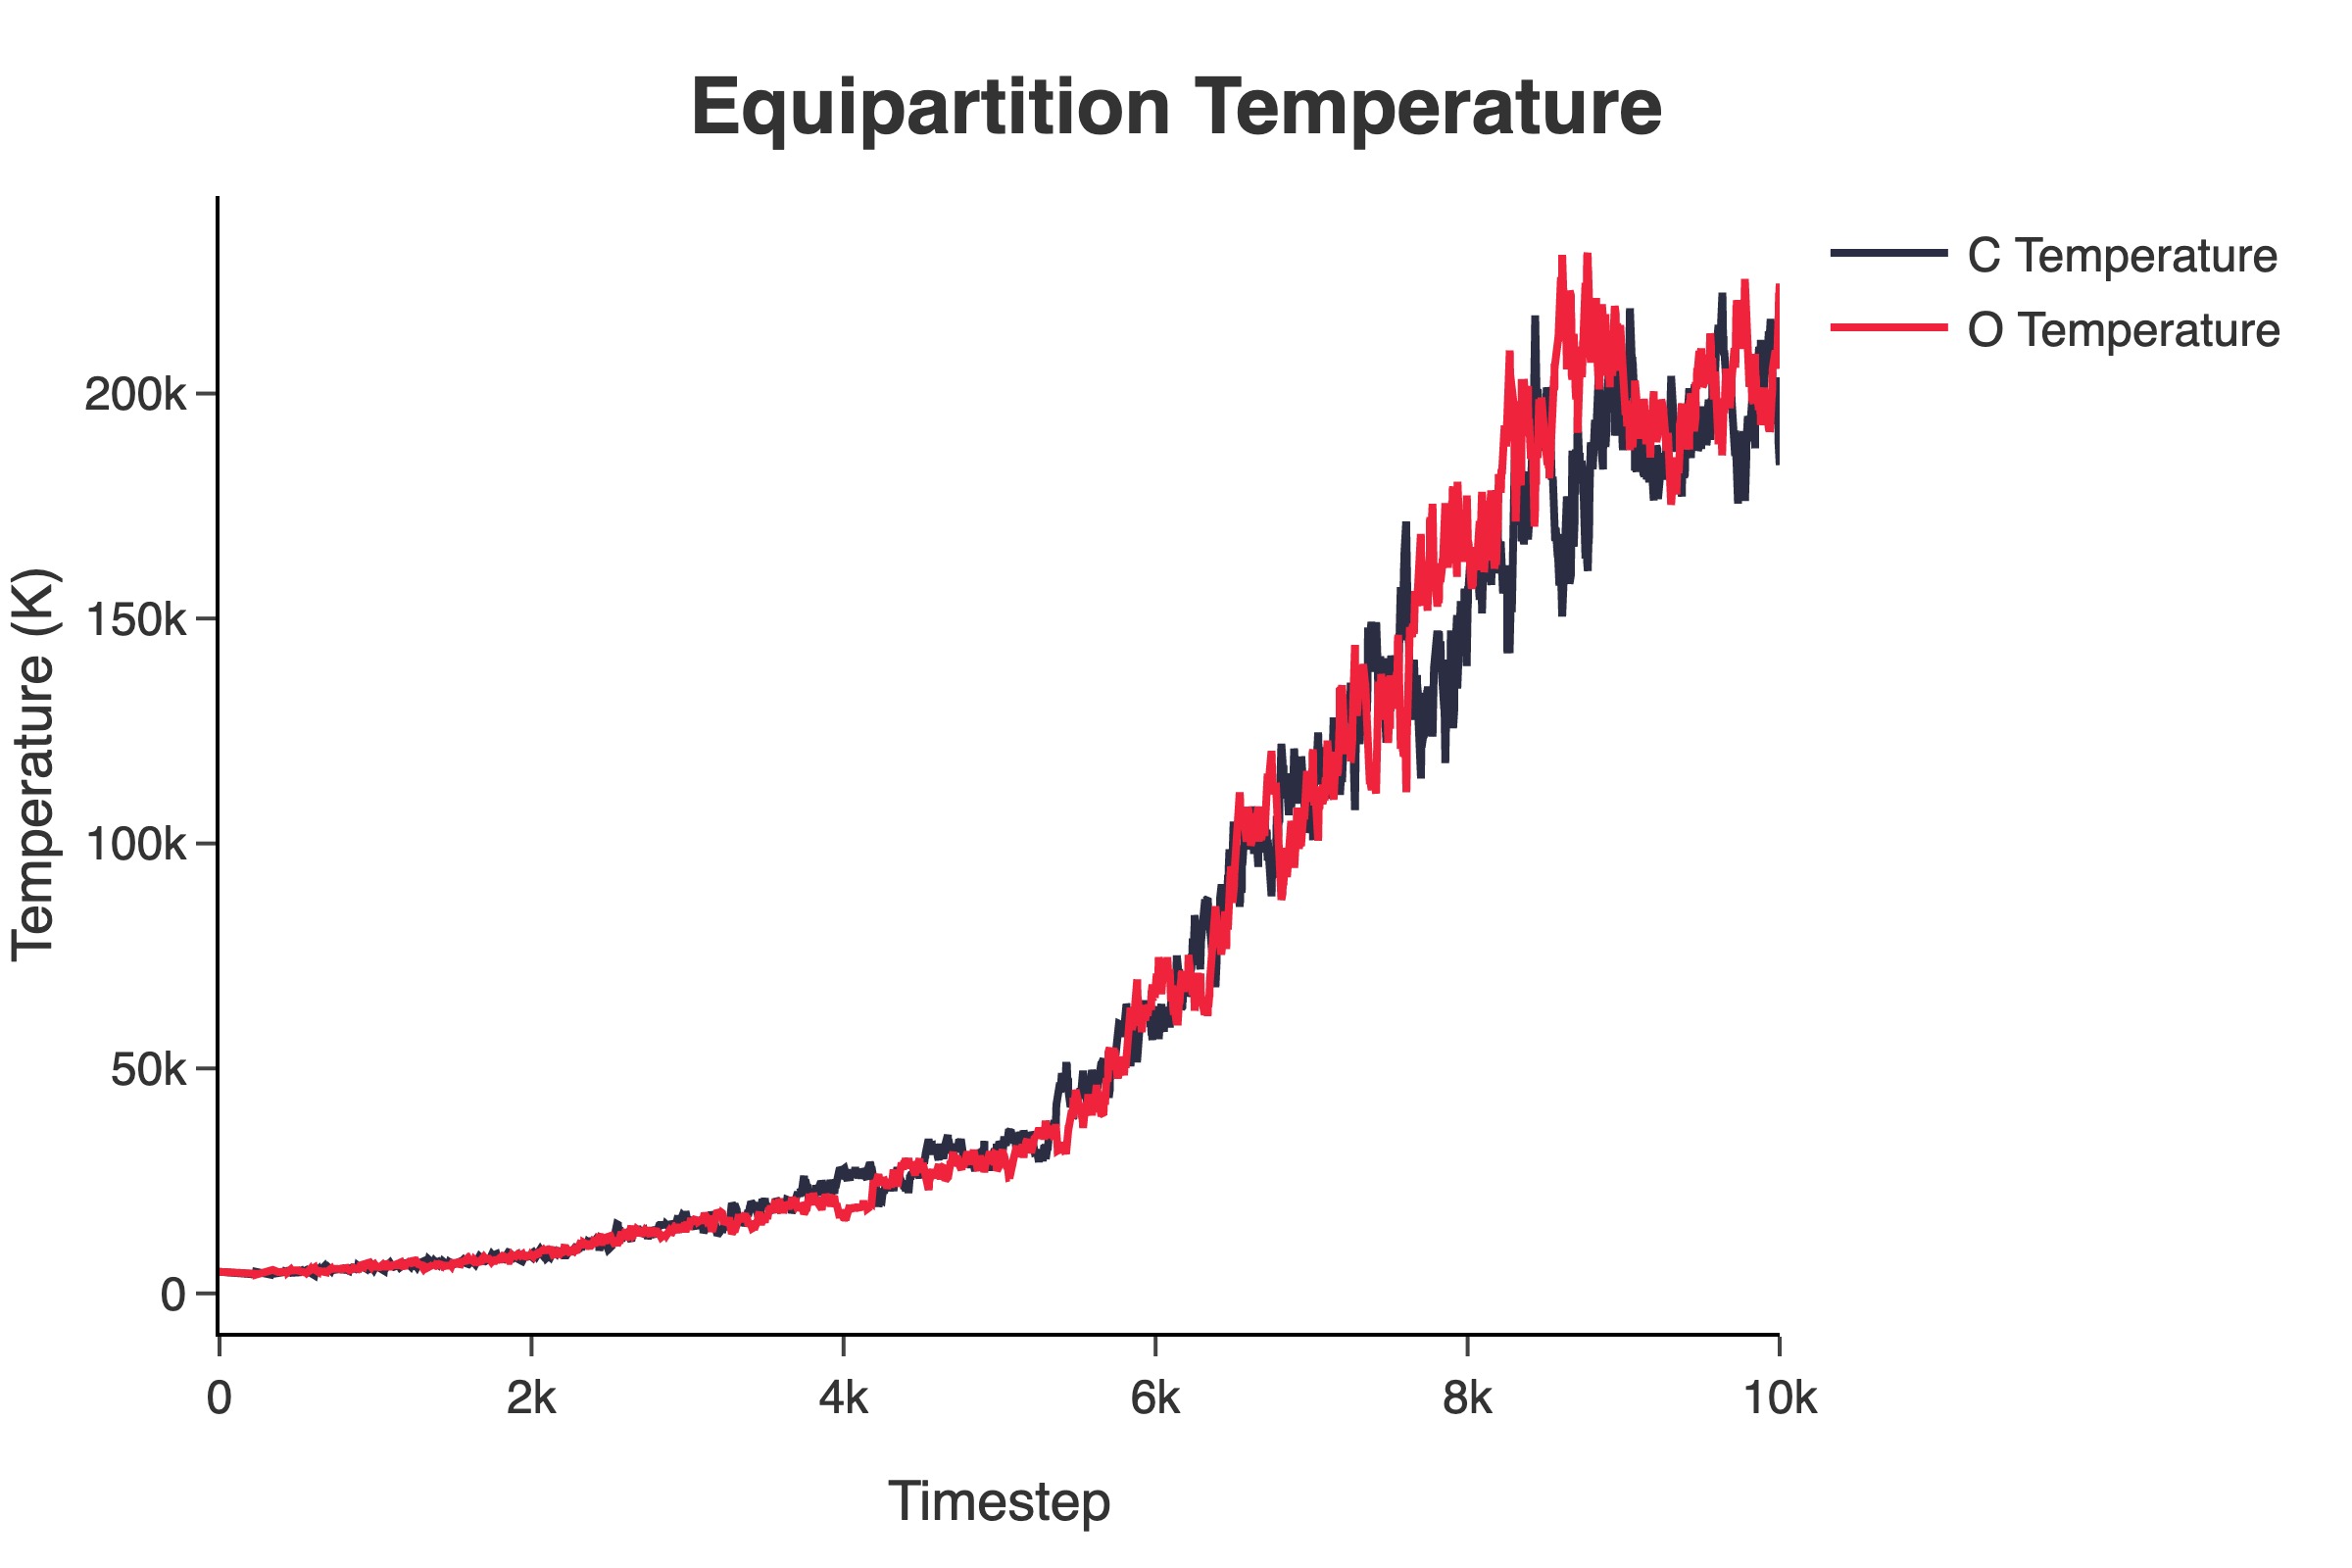 Equipartition Temperature
C Temperature
O Temperature
200k
150k
100k
50k
0
Temperature (K)
0 2k 4k 6k 8k 10k
Timestep